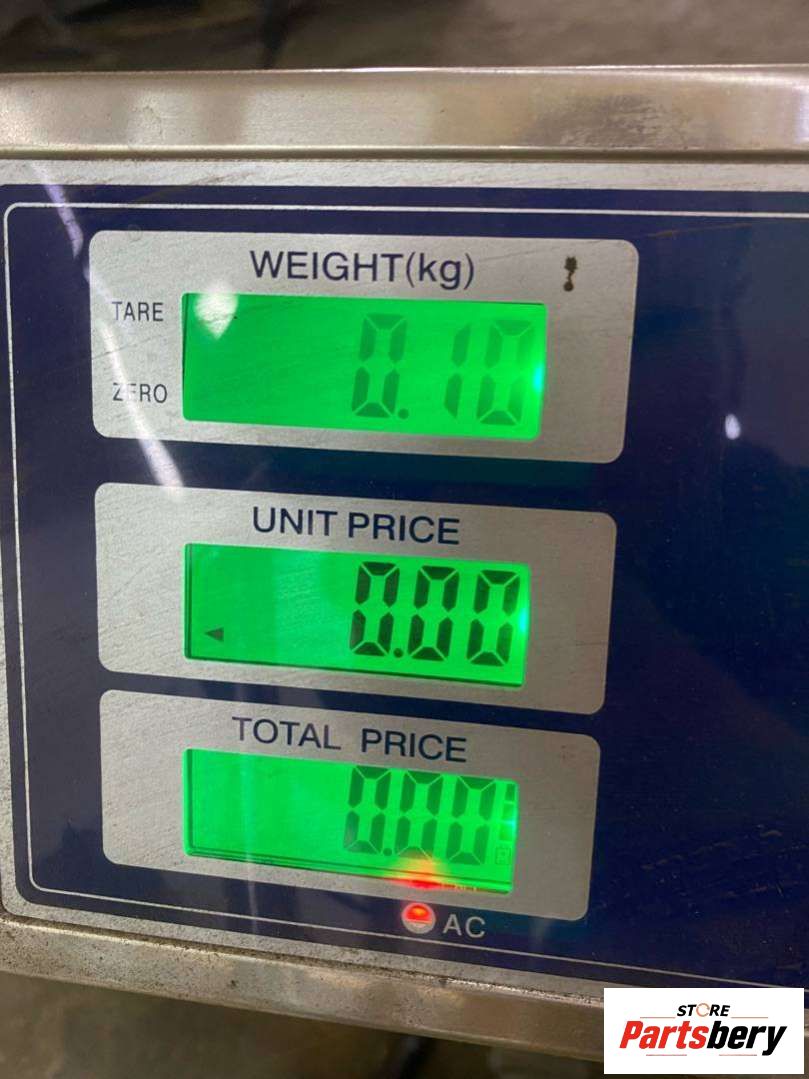 WEIGHT(kg)
TARE
0.10
ZERO
UNIT PRICE
0.00
TOTAL PRICE
0.00
AC
STORE
Partsbery